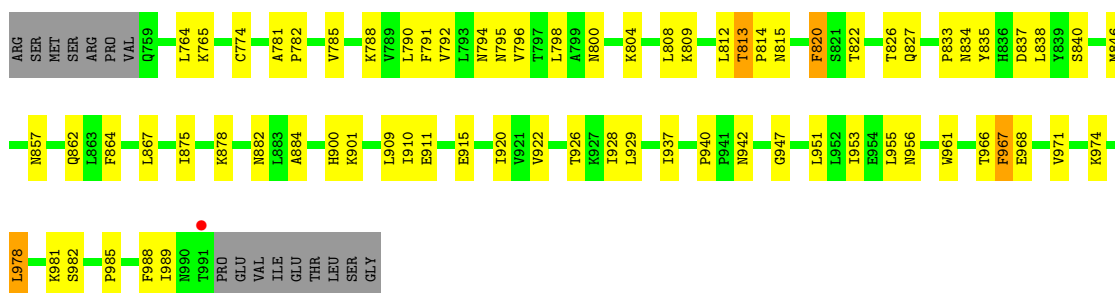 ARG SER MET SER ARG PRO VAL Q759 L764 K765 C774 A781 P782 V785 K788 V789 L790 F791 V792 L793 N794 N795 V796 T797 L798 A799 N800 K804 L808 K809 L812 T813 P814 N815 F820 S821 T822 T826 Q827 P833 N834 Y835 H836 D837 L838 Y839 S840
N857 Q862 L863 F864 L867 I875 K878 N882 L883 A884 H900 K901 L909 I910 E911 E915 I920 V921 V922 T926 K927 I928 L929 I937 P940 P941 N942 G947 L951 L952 I953 E954 L955 N956 W961 T966 F967 E968 V971 K974
L978 K981 S982 P985 F988 I989 N990 T991 PRO GLU VAL ILE GLU THR LEU SER GLY